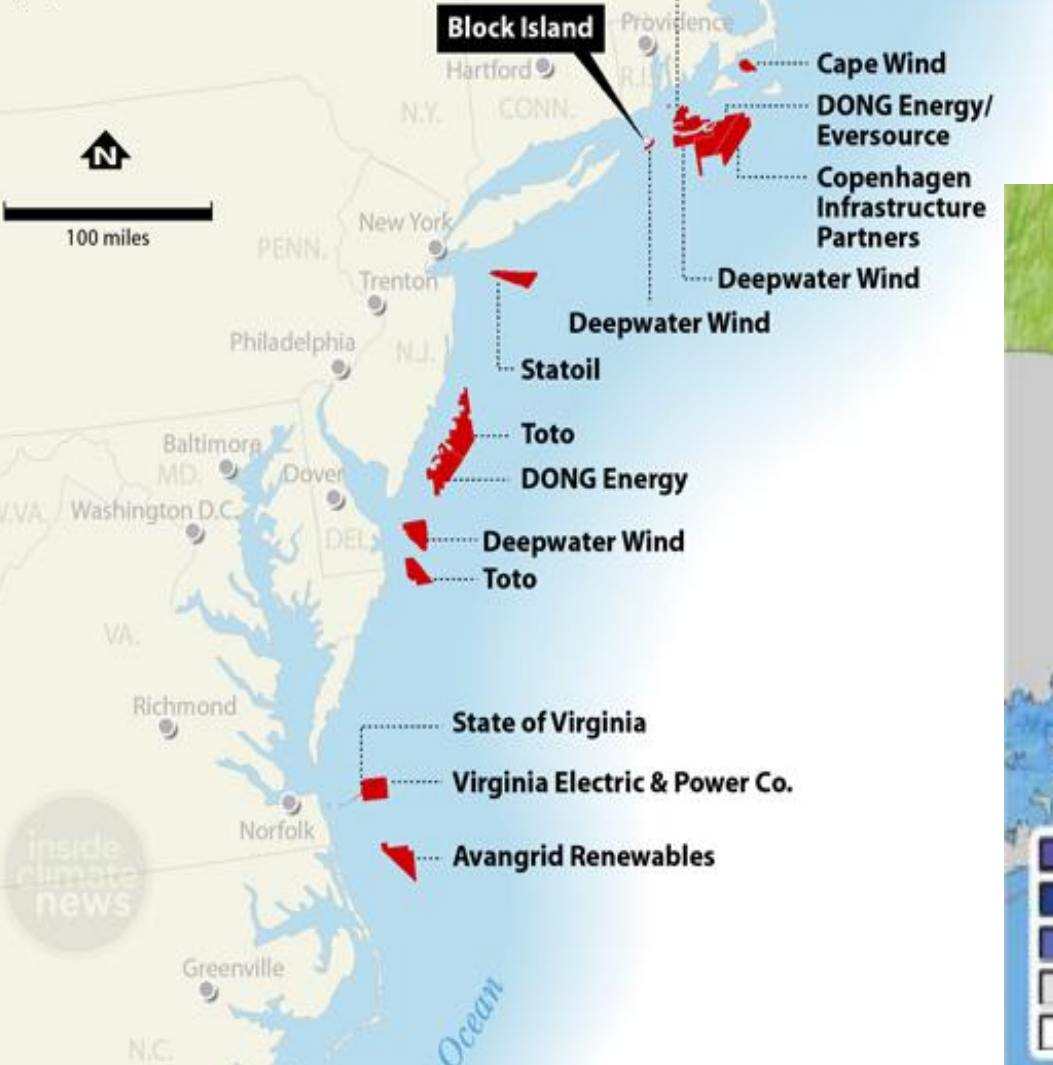 Block Island
Providence
Hartford
R.I.
N.Y.
CONN.
Cape Wind
DONG Energy/
Eversource
Copenhagen
Infrastructure
Partners
Deepwater Wind
Deepwater Wind
N
100 miles
New York
PENN.
Trenton
Philadelphia
N.J.
Statoil
Toto
DONG Energy
Baltimore
MD.
Dover
Washington D.C.
W.VA.
DEL.
Deepwater Wind
Toto
VA.
Richmond
State of Virginia
Virginia Electric & Power Co.
Norfolk
Avangrid Renewables
inside
climate
news
Greenville
N.C.
Ocean